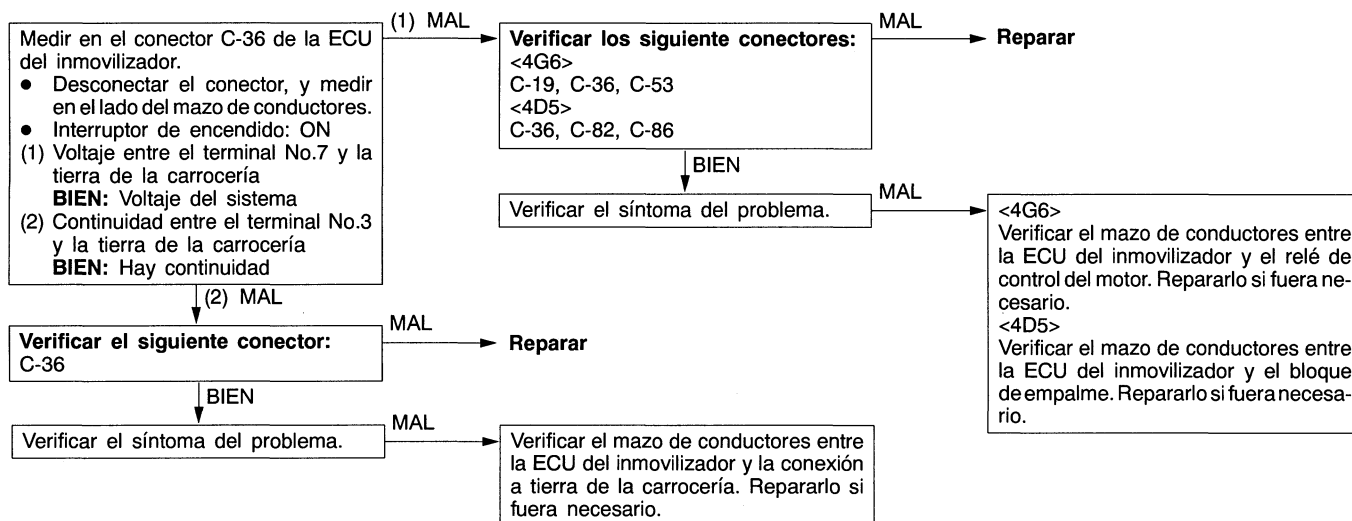 Medir en el conector C-36 de la ECU
del inmovilizador.
● Desconectar el conector, y medir
en el lado del mazo de conductores.
● Interruptor de encendido: ON
(1) Voltaje entre el terminal No.7 y la
tierra de la carrocería
BIEN: Voltaje del sistema
(2) Continuidad entre el terminal No.3
y la tierra de la carrocería
BIEN: Hay continuidad
(1) MAL
Verificar los siguiente conectores:
<4G6>
C-19, C-36, C-53
<4D5>
C-36, C-82, C-86
MAL
Reparar
BIEN
Verificar el síntoma del problema.
MAL
<4G6>
Verificar el mazo de conductores entre
la ECU del inmovilizador y el relé de
control del motor. Repararlo si fuera ne-
cesario.
<4D5>
Verificar el mazo de conductores entre
la ECU del inmovilizador y el bloque
de empalme. Repararlo si fuera necesa-
rio.
(2) MAL
Verificar el siguiente conector:
C-36
MAL
Reparar
BIEN
Verificar el síntoma del problema.
MAL
Verificar el mazo de conductores entre
la ECU del inmovilizador y la conexión
a tierra de la carrocería. Repararlo si
fuera necesario.